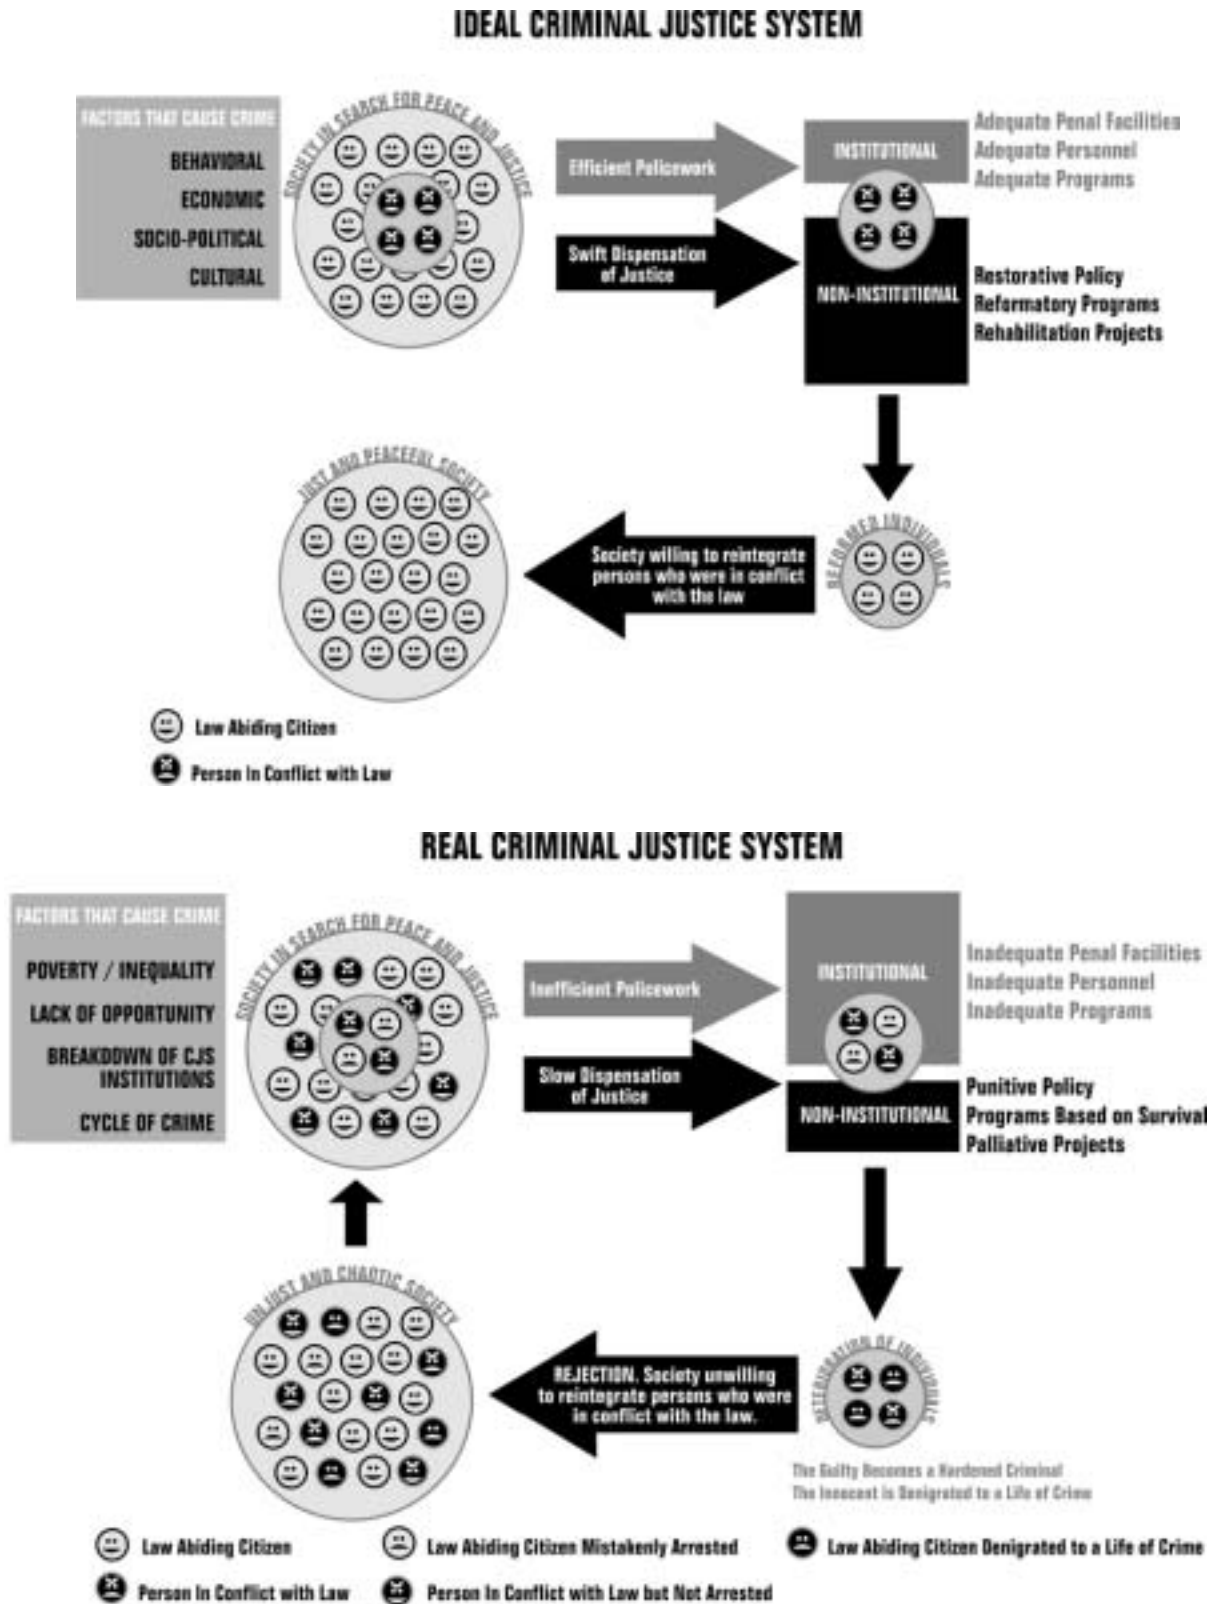 IDEAL CRIMINAL JUSTICE SYSTEM
FACTORS THAT CAUSE CRIME
BEHAVIORAL
ECONOMIC
SOCIO-POLITICAL
CULTURAL
SOCIETY IN SEARCH FOR PEACE AND JUSTICE
Efficient Policework
Swift Dispensation
of Justice
INSTITUTIONAL
NON-INSTITUTIONAL
Adequate Penal Facilities
Adequate Personnel
Adequate Programs
Restorative Policy
Reformatory Programs
Rehabilitation Projects
REFORMED INDIVIDUALS
Society willing to reintegrate
persons who were in conflict
with the law
JUST AND PEACEFUL SOCIETY
Law Abiding Citizen
Person In Conflict with Law
REAL CRIMINAL JUSTICE SYSTEM
FACTORS THAT CAUSE CRIME
POVERTY / INEQUALITY
LACK OF OPPORTUNITY
BREAKDOWN OF CJS
INSTITUTIONS
CYCLE OF CRIME
SOCIETY IN SEARCH FOR PEACE AND JUSTICE
Inefficient Policework
Slow Dispensation
of Justice
INSTITUTIONAL
NON-INSTITUTIONAL
Inadequate Penal Facilities
Inadequate Personnel
Inadequate Programs
Punitive Policy
Programs Based on Survival
Palliative Projects
DETERIORATION OF INDIVIDUALS
The Guilty Becomes a Hardened Criminal
The Innocent is Denigrated to a Life of Crime
REJECTION. Society unwilling
to reintegrate persons who were
in conflict with the law.
UNJUST AND CHAOTIC SOCIETY
Law Abiding Citizen
Law Abiding Citizen Mistakenly Arrested
Law Abiding Citizen Denigrated to a Life of Crime
Person In Conflict with Law
Person In Conflict with Law but Not Arrested